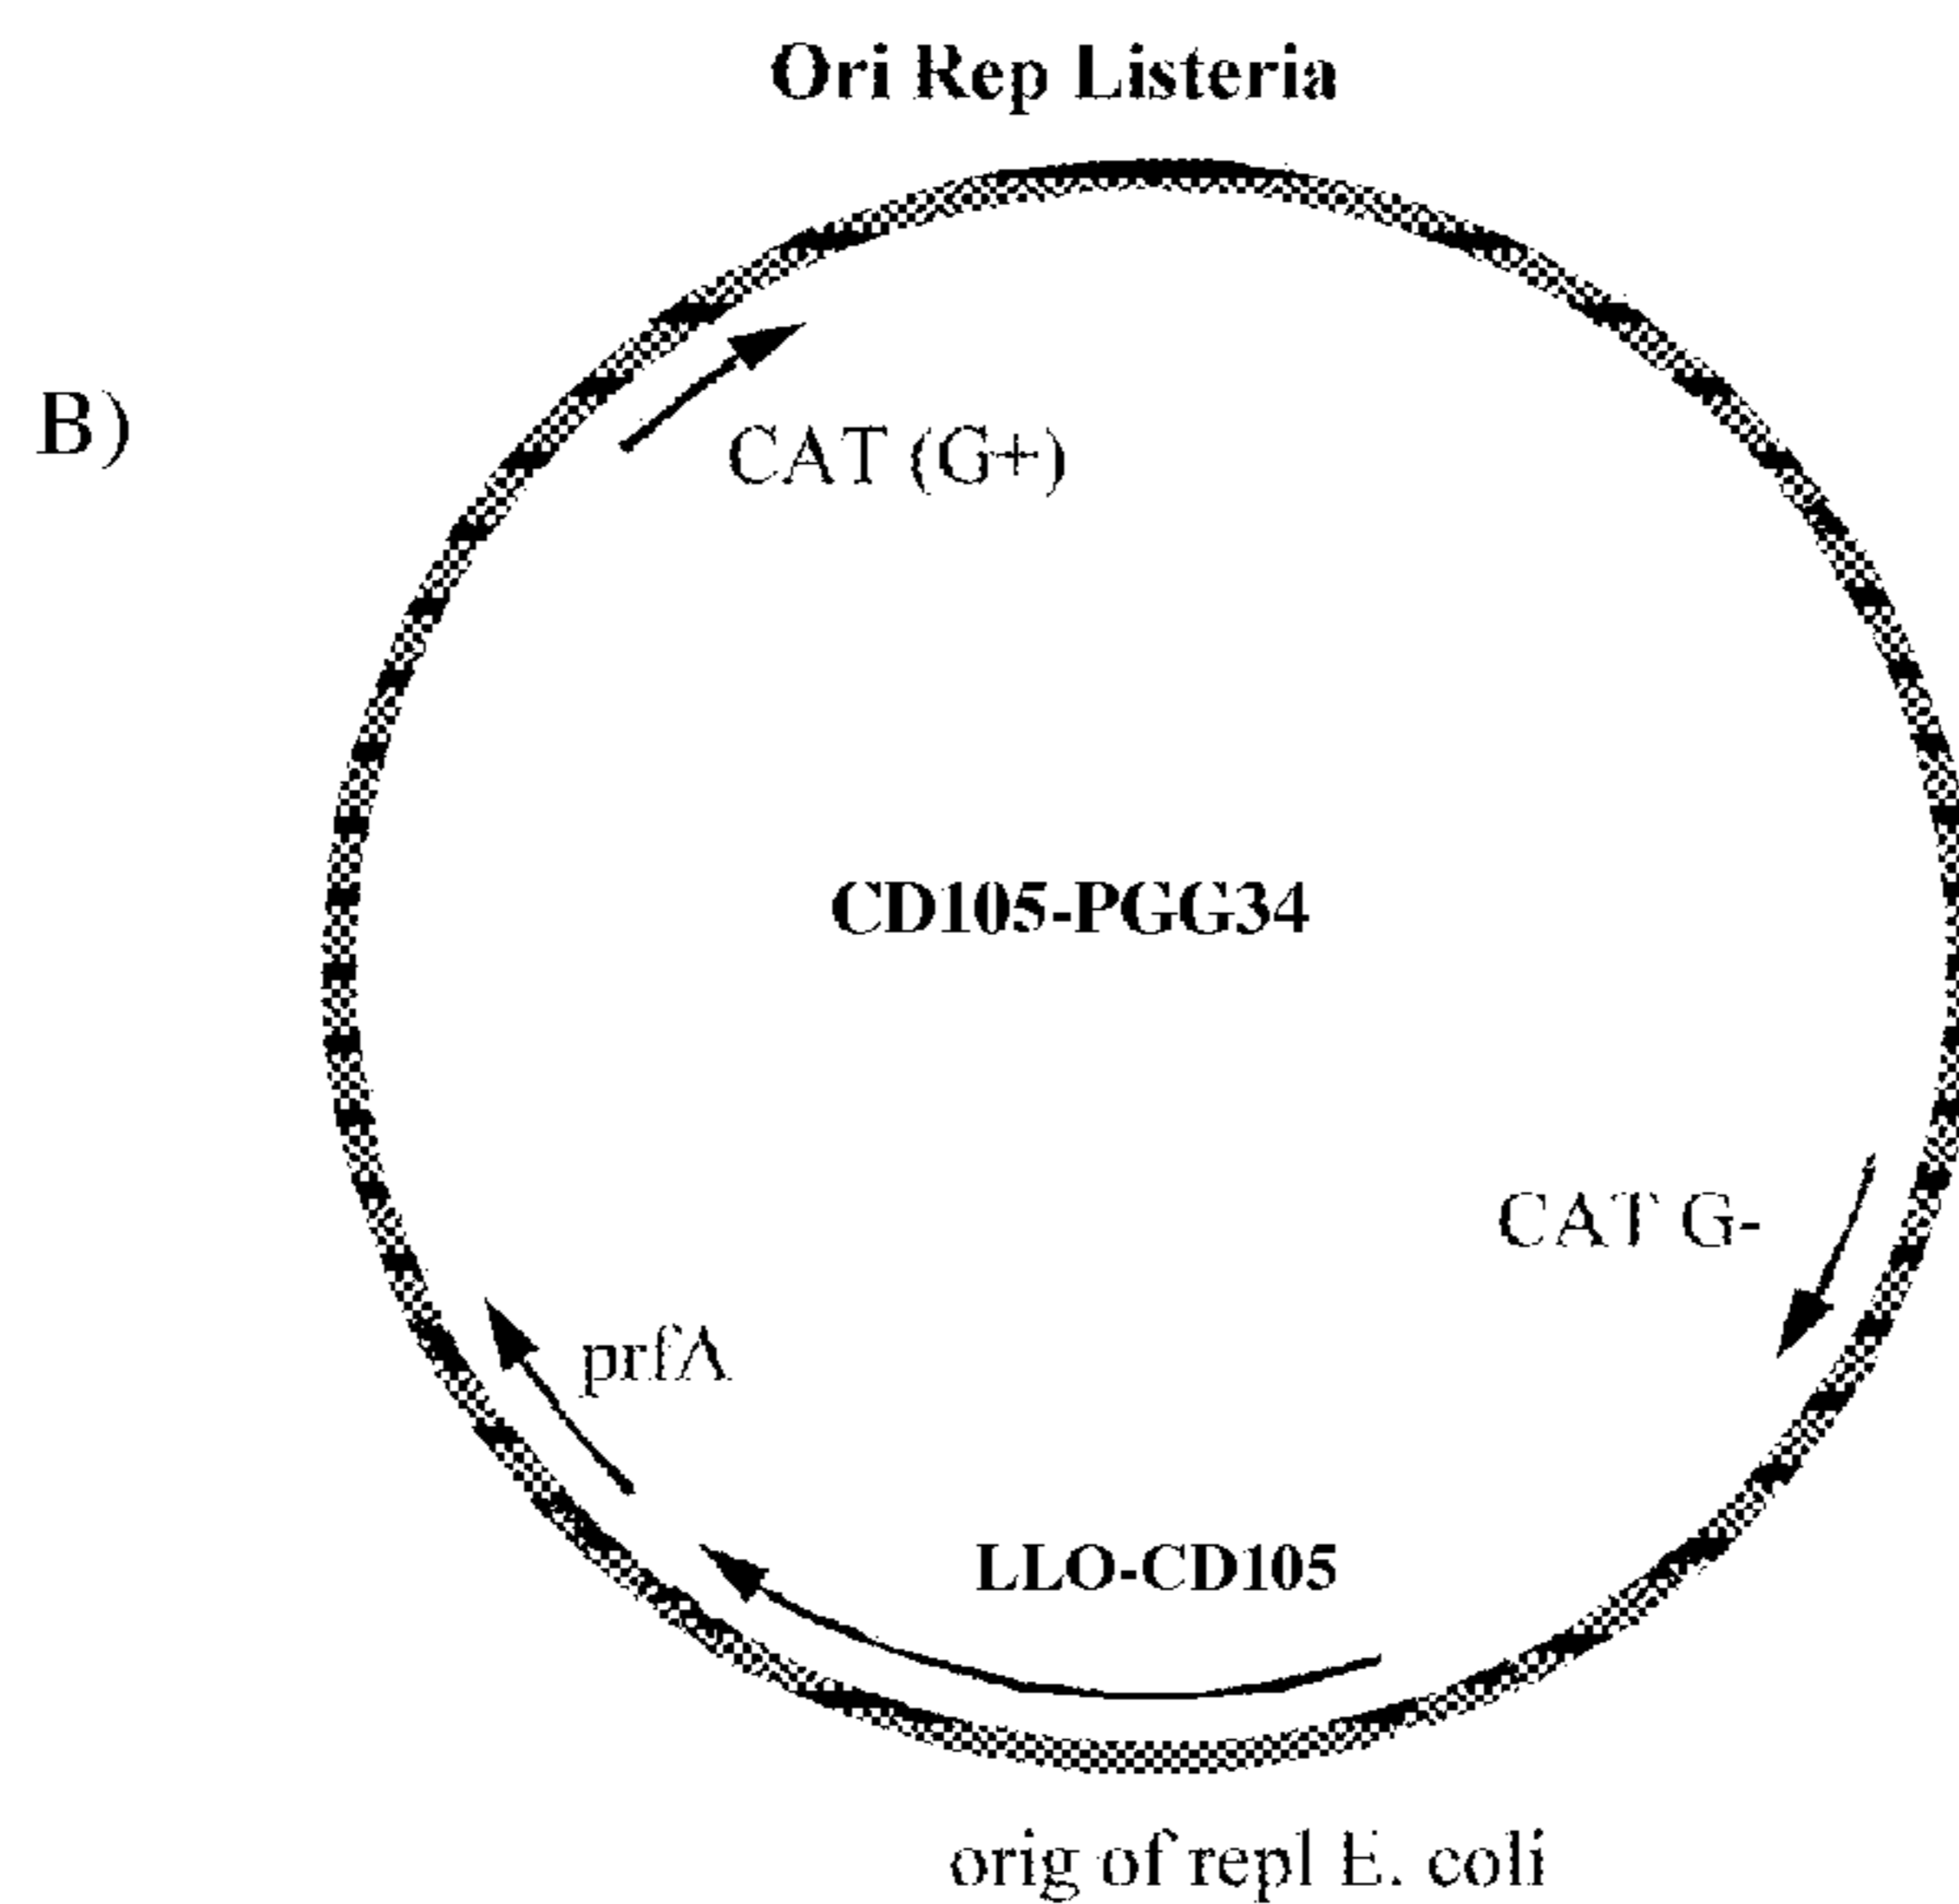 Ori Rep Listeria
B)
CAT (G+)
CD105-PGG34
CAT G-
prfA
LLO-CD105
orig of repl E. coli